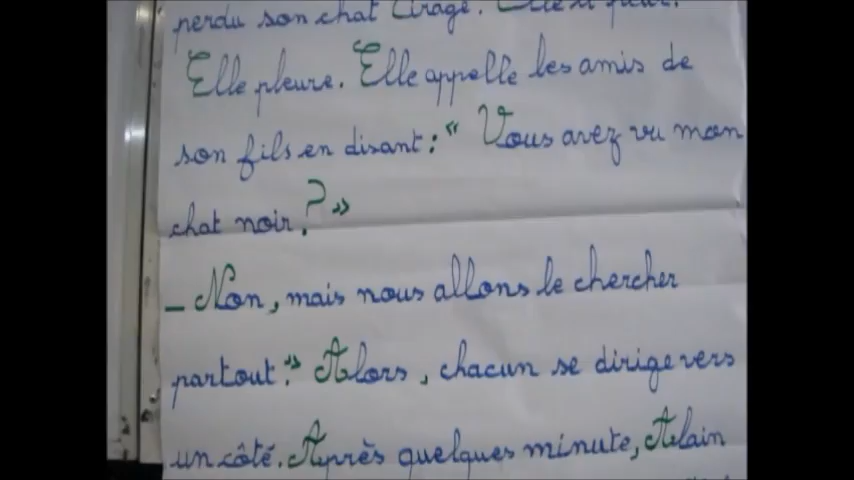 perdu son chat
Elle pleure. Elle appelle les amis de
son fils en disant : « Vous avez vu mon
chat noir ? »
_ Non, mais nous allons le chercher
partout. » Alors, chacun se dirige vers
un côté. Après quelques minute, Alain